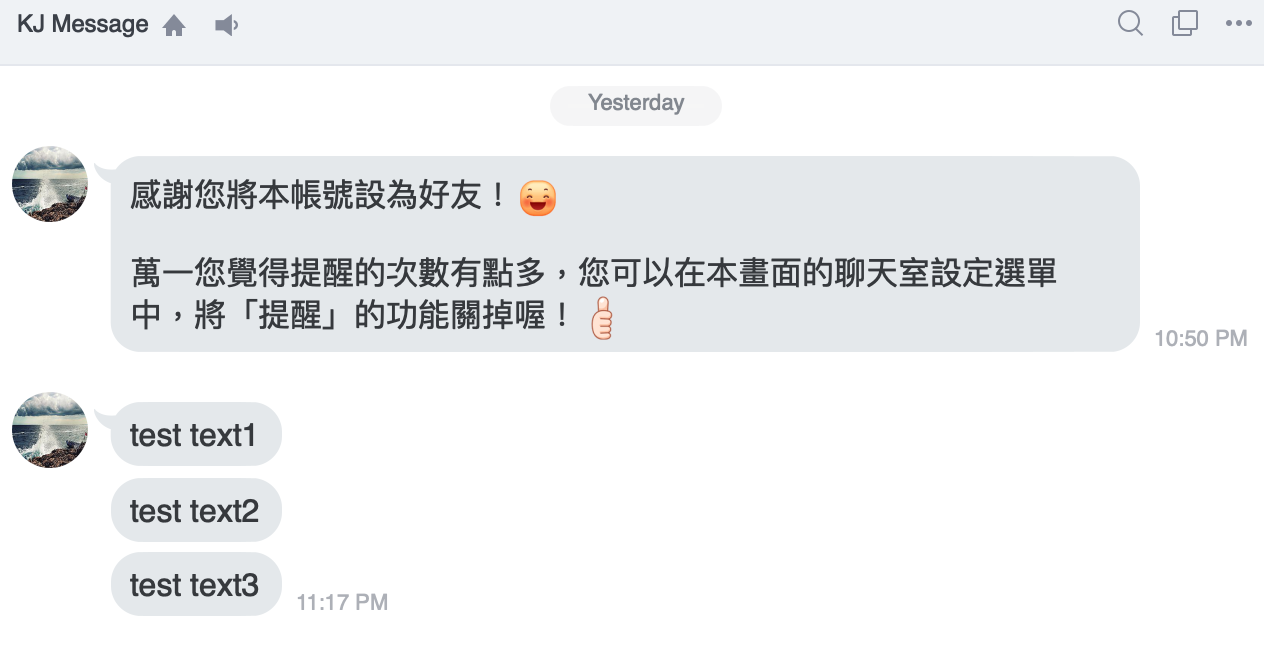 KJ Message
Yesterday
感謝您將本帳號設為好友！
萬一您覺得提醒的次數有點多，您可以在本畫面的聊天室設定選單
中，將「提醒」的功能關掉喔！
10:50 PM
test text1
test text2
test text3
11:17 PM